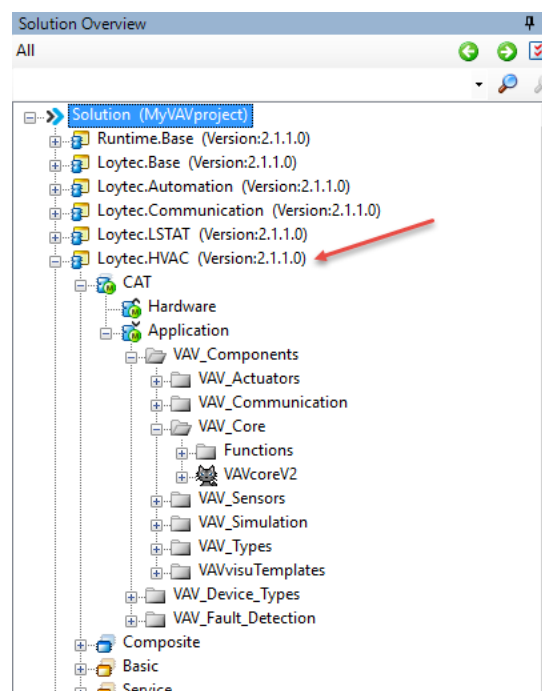 Solution Overview
All
Solution (MyVAVproject)
Runtime.Base (Version:2.1.1.0)
Loytec.Base (Version:2.1.1.0)
Loytec.Automation (Version:2.1.1.0)
Loytec.Communication (Version:2.1.1.0)
Loytec.LSTAT (Version:2.1.1.0)
Loytec.HVAC (Version:2.1.1.0)
CAT
Hardware
Application
VAV_Components
VAV_Actuators
VAV_Communication
VAV_Core
Functions
VAVcoreV2
VAV_Sensors
VAV_Simulation
VAV_Types
VAVvisuTemplates
VAV_Device_Types
VAV_Fault_Detection
Composite
Basic
Service